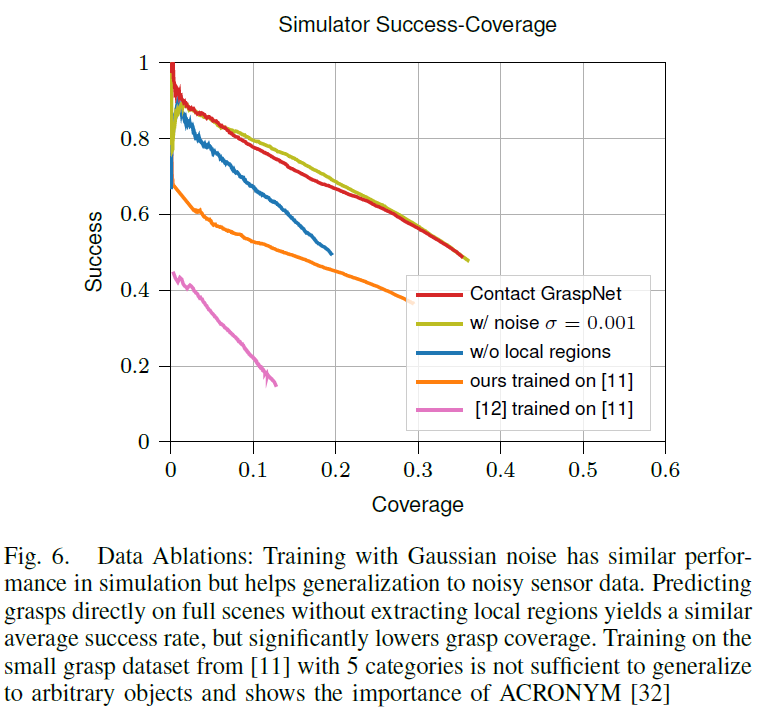 Simulator Success-Coverage
1
0.8
0.6
0.4
0.2
0
Success
0
0.1
0.2
0.3
0.4
0.5
0.6
Coverage
Contact GraspNet
w/ noise σ = 0.001
w/o local regions
ours trained on [11]
[12] trained on [11]
Fig. 6. Data Ablations: Training with Gaussian noise has similar perfor-
mance in simulation but helps generalization to noisy sensor data. Predicting
grasps directly on full scenes without extracting local regions yields a similar
average success rate, but significantly lowers grasp coverage. Training on the
small grasp dataset from [11] with 5 categories is not sufficient to generalize
to arbitrary objects and shows the importance of ACRONYM [32]